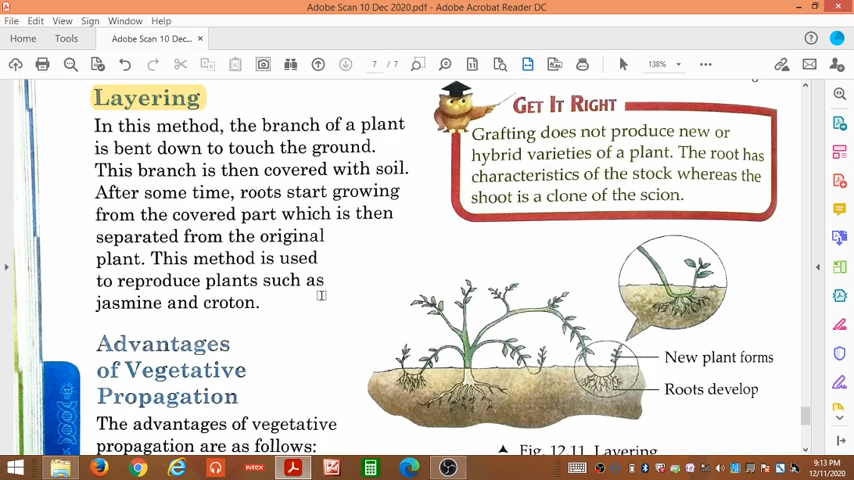 Adobe Scan 10 Dec 2020.pdf - Adobe Acrobat Reader DC
File Edit View Sign Window Help
Home Tools Adobe Scan 10 Dec... ×
7 / 7 138%
Layering
In this method, the branch of a plant
is bent down to touch the ground.
This branch is then covered with soil.
After some time, roots start growing
from the covered part which is then
separated from the original
plant. This method is used
to reproduce plants such as
jasmine and croton.
Advantages
of Vegetative
Propagation
The advantages of vegetative
propagation are as follows:
GET IT RIGHT
Grafting does not produce new or
hybrid varieties of a plant. The root has
characteristics of the stock whereas the
shoot is a clone of the scion.
New plant forms
Roots develop
Fig. 12.11 Layering
INTEX
9:13 PM
12/11/2020